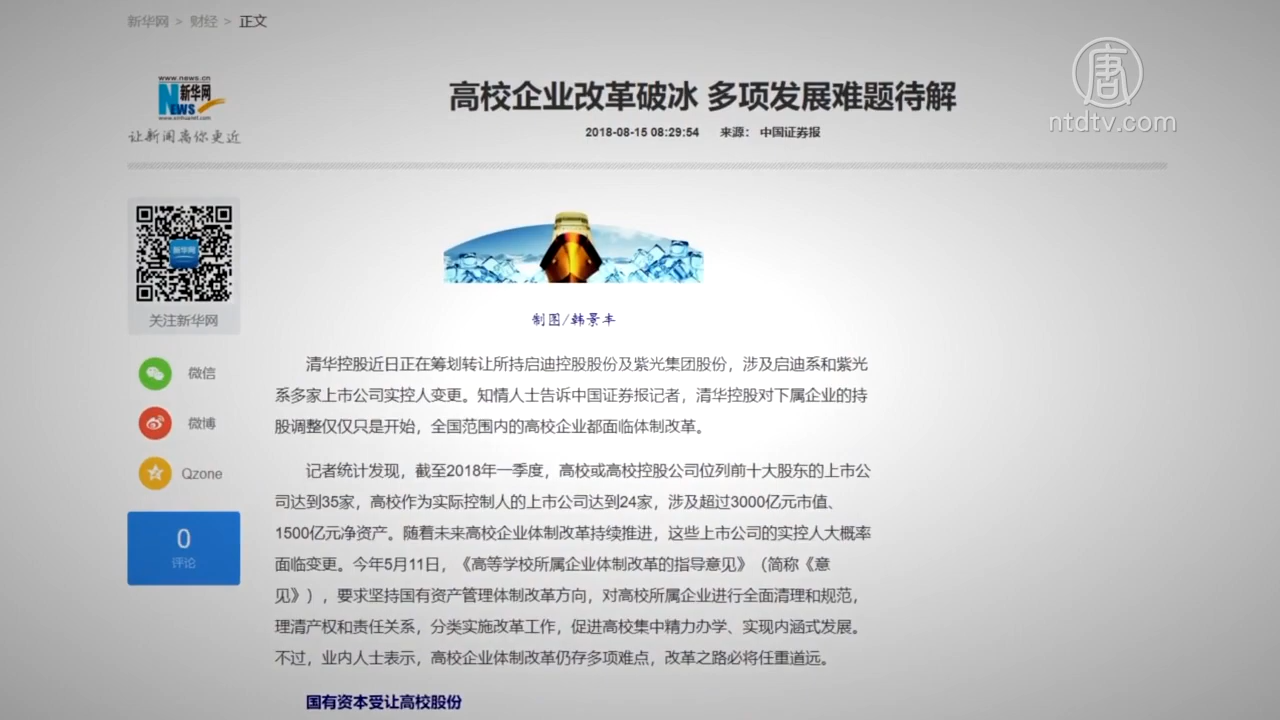 新华网 > 财经 > 正文
www.news.cn
新华网
NEWS
www.xinhuanet.com
让新闻离你更近
高校企业改革破冰 多项发展难题待解
2018-08-15 08:29:54 来源： 中国证券报
唐
ntdtv.com
新华网
关注新华网
微信
微博
Qzone
0
评论
制图/韩景丰
清华控股近日正在筹划转让所持启迪控股股份及紫光集团股份，涉及启迪系和紫光
系多家上市公司实控人变更。知情人士告诉中国证券报记者，清华控股对下属企业的持
股调整仅仅只是开始，全国范围内的高校企业都面临体制改革。
记者统计发现，截至2018年一季度，高校或高校控股公司位列前十大股东的上市公
司达到35家，高校作为实际控制人的上市公司达到24家，涉及超过3000亿元市值、
1500亿元净资产。随着未来高校企业体制改革持续推进，这些上市公司的实控人大概率
面临变更。今年5月11日，《高等学校所属企业体制改革的指导意见》（简称《意
见》），要求坚持国有资产管理体制改革方向，对高校所属企业进行全面清理和规范，
理清产权和责任关系，分类实施改革工作，促进高校集中精力办学、实现内涵式发展。
不过，业内人士表示，高校企业体制改革仍存多项难点，改革之路必将任重道远。
国有资本受让高校股份